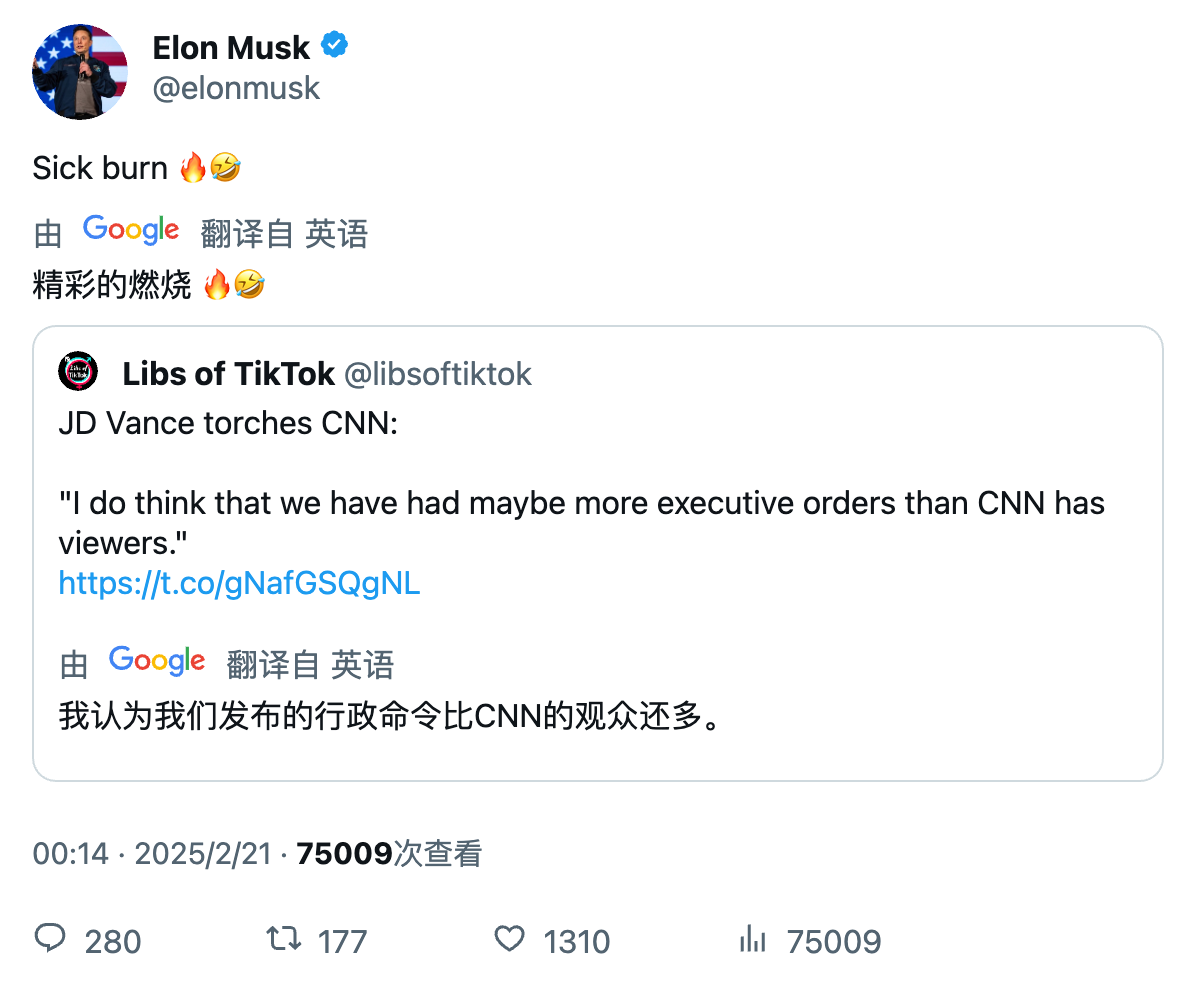 Elon Musk
@elonmusk
Sick burn 🔥🤣
由 Google 翻译自 英语
精彩的燃烧 🔥🤣
Libs of TikTok @libsoftiktok
JD Vance torches CNN:
"I do think that we have had maybe more executive orders than CNN has
viewers."
https://t.co/gNafGSQgNL
由 Google 翻译自 英语
我认为我们发布的行政命令比CNN的观众还多。
00:14 · 2025/2/21 · 75009次查看
280 177 1310 75009